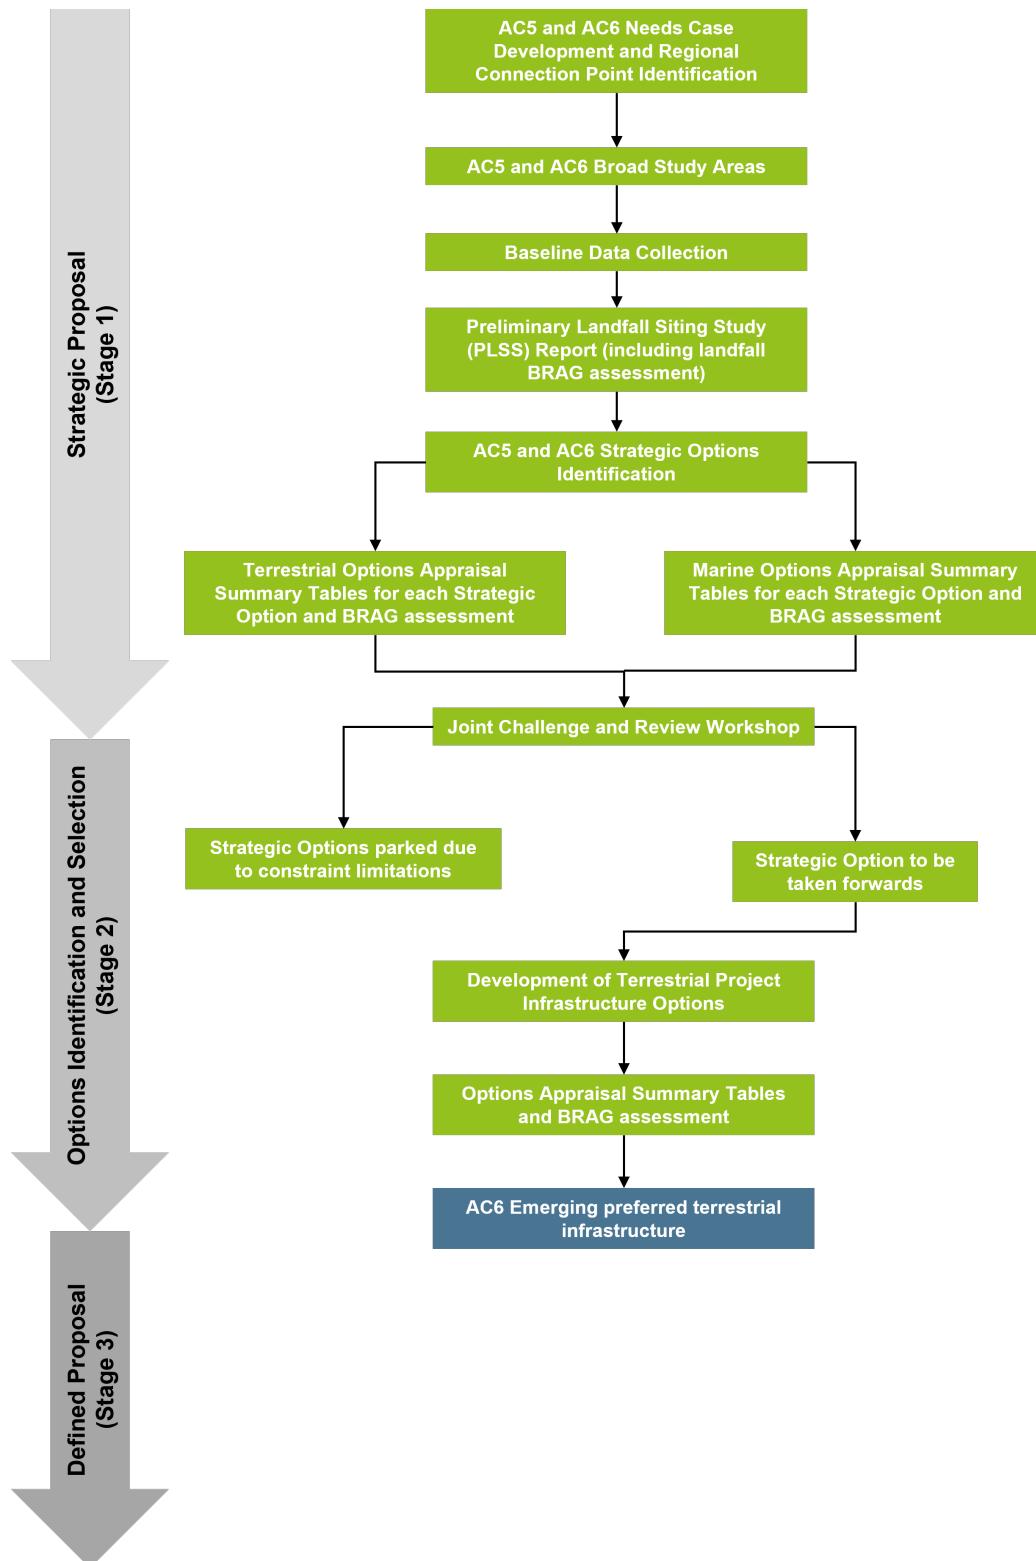 AC5 and AC6 Needs Case
Development and Regional
Connection Point Identification
AC5 and AC6 Broad Study Areas
Baseline Data Collection
Preliminary Landfall Siting Study
(PLSS) Report (including landfall
BRAG assessment)
AC5 and AC6 Strategic Options
Identification
Strategic Proposal
(Stage 1)
Terrestrial Options Appraisal
Summary Tables for each Strategic
Option and BRAG assessment
Marine Options Appraisal Summary
Tables for each Strategic Option and
BRAG assessment
Joint Challenge and Review Workshop
Strategic Options parked due
to constraint limitations
Strategic Option to be
taken forwards
Options Identification and Selection
(Stage 2)
Development of Terrestrial Project
Infrastructure Options
Options Appraisal Summary Tables
and BRAG assessment
AC6 Emerging preferred terrestrial
infrastructure
Defined Proposal
(Stage 3)